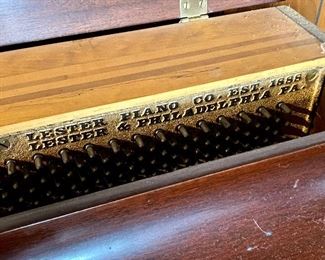 LESTER PIANO CO. EST. 1888
LESTER & PHILADELPHIA PA.